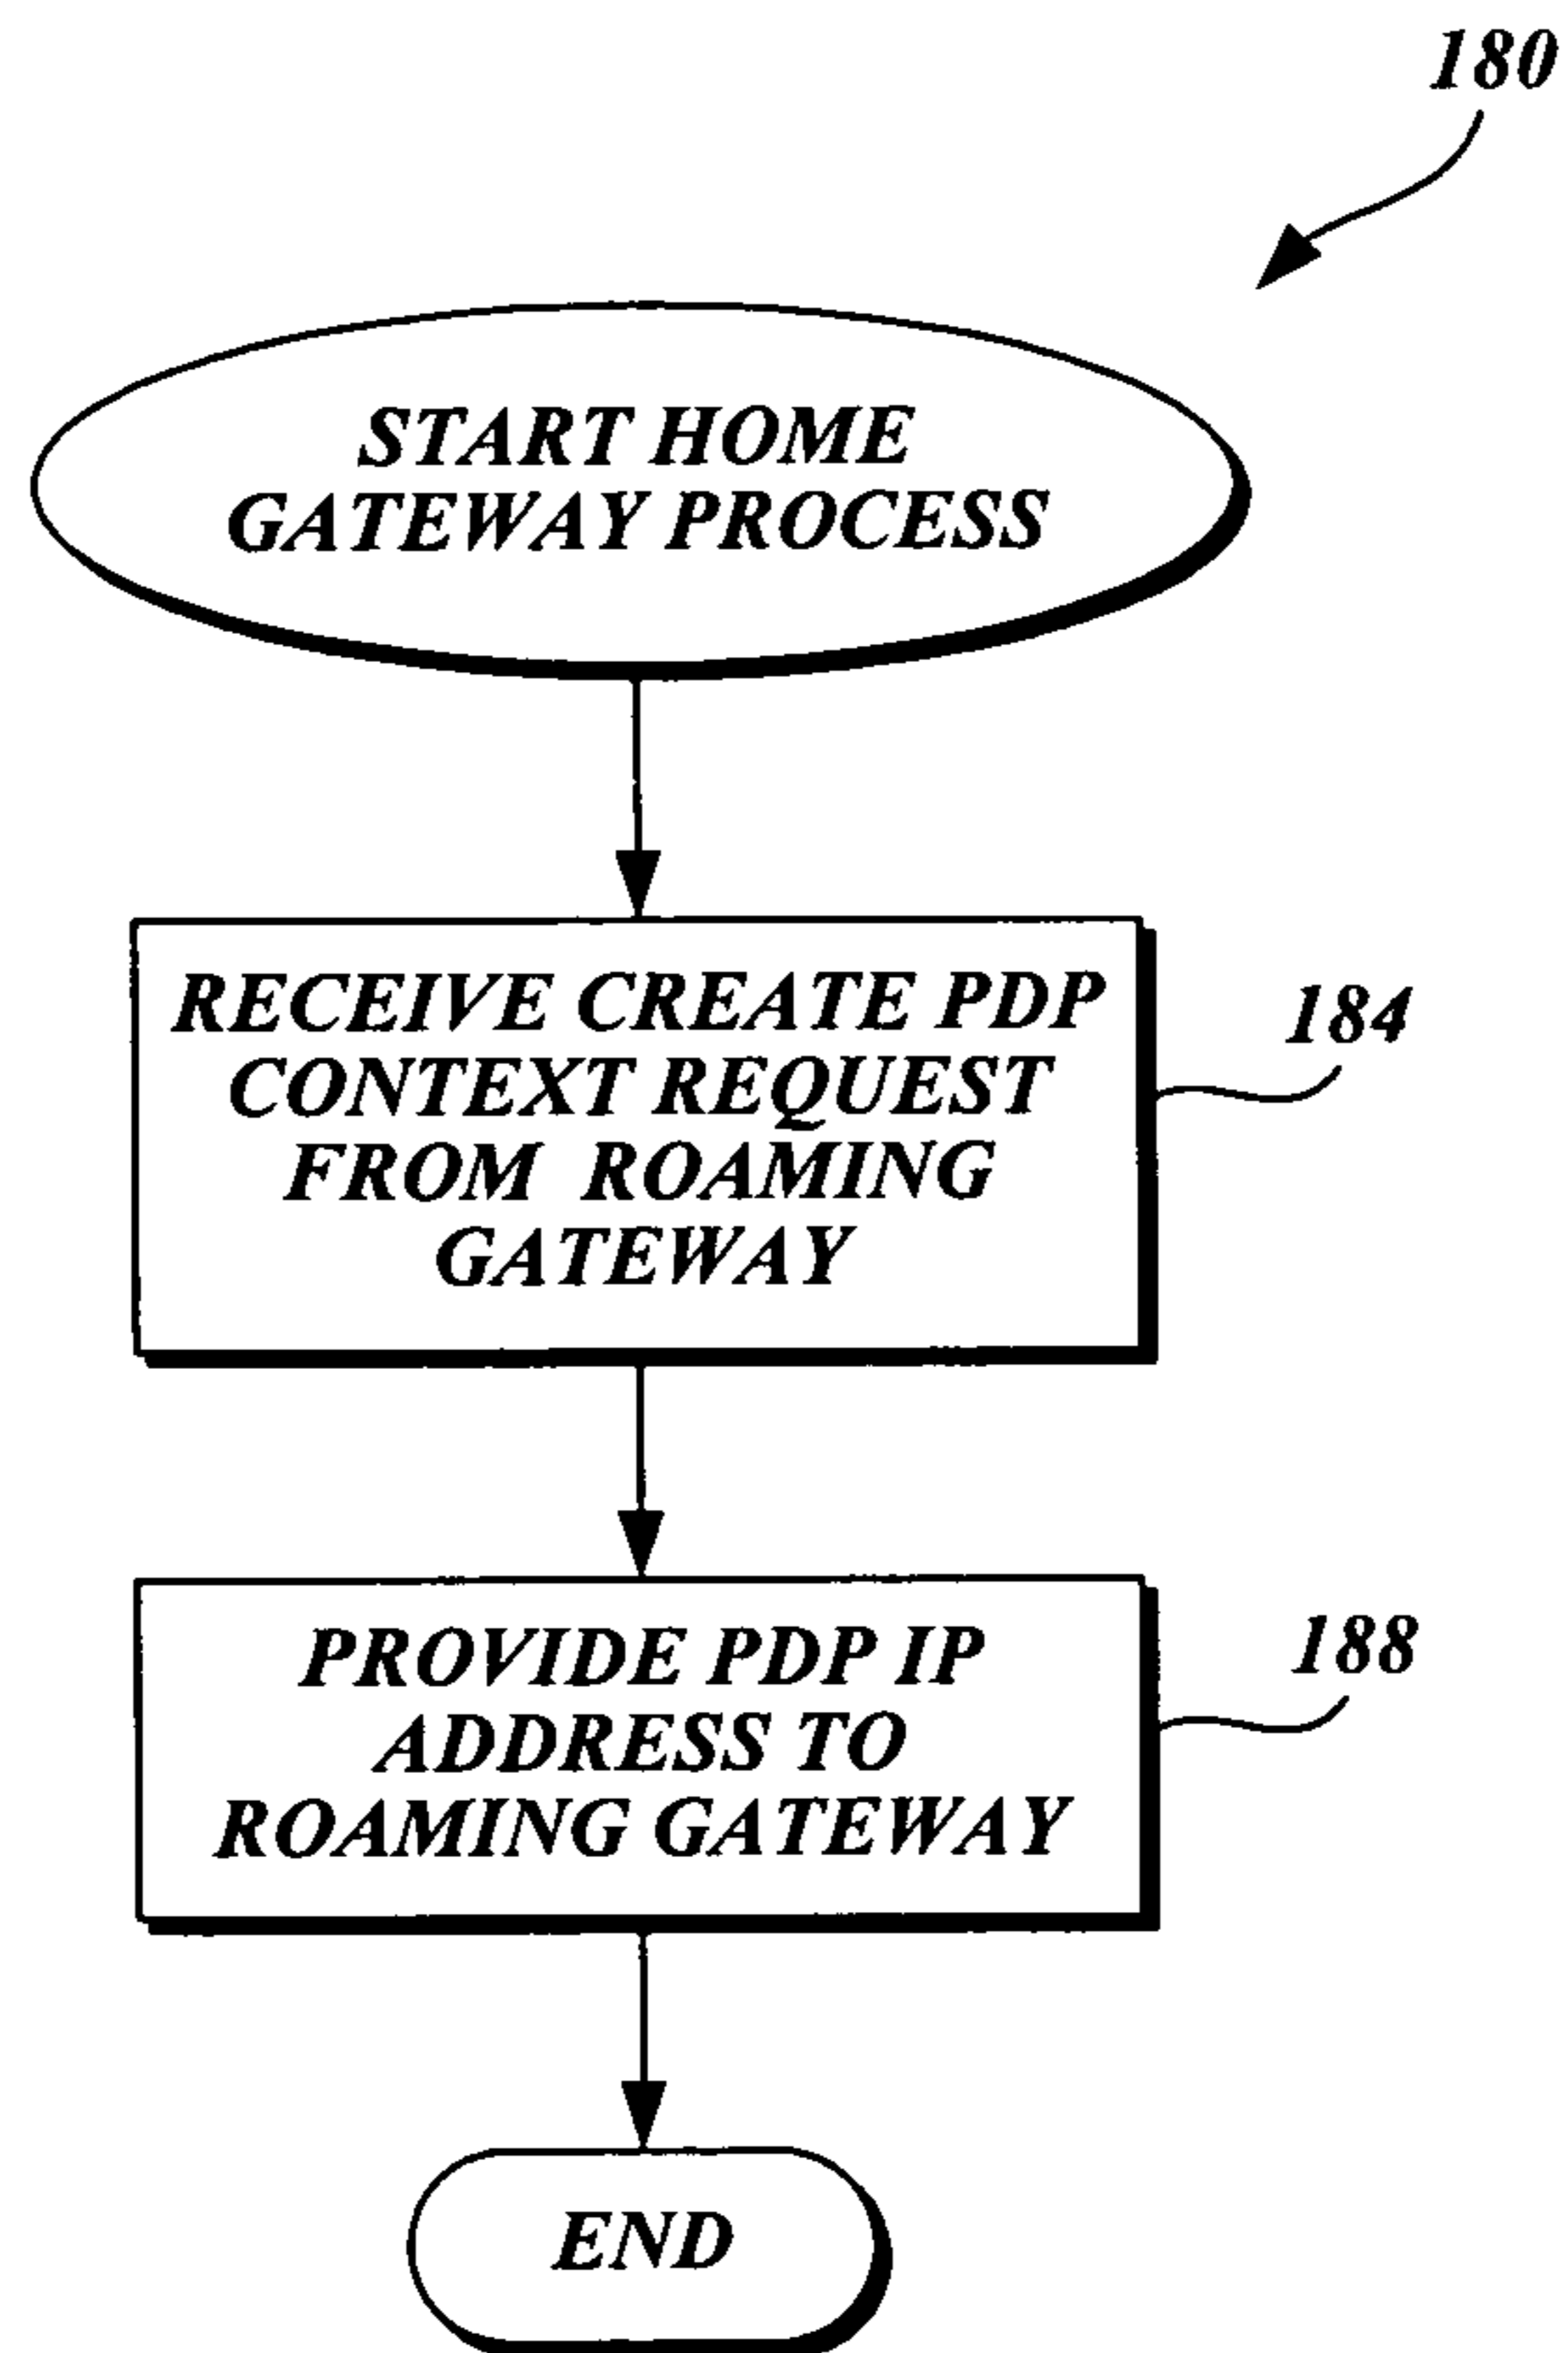 180
START HOME
GATEWAY PROCESS
RECEIVE CREATE PDP
CONTEXT REQUEST
FROM ROAMING
GATEWAY
184
PROVIDE PDP IP
ADDRESS TO
ROAMING GATEWAY
188
END